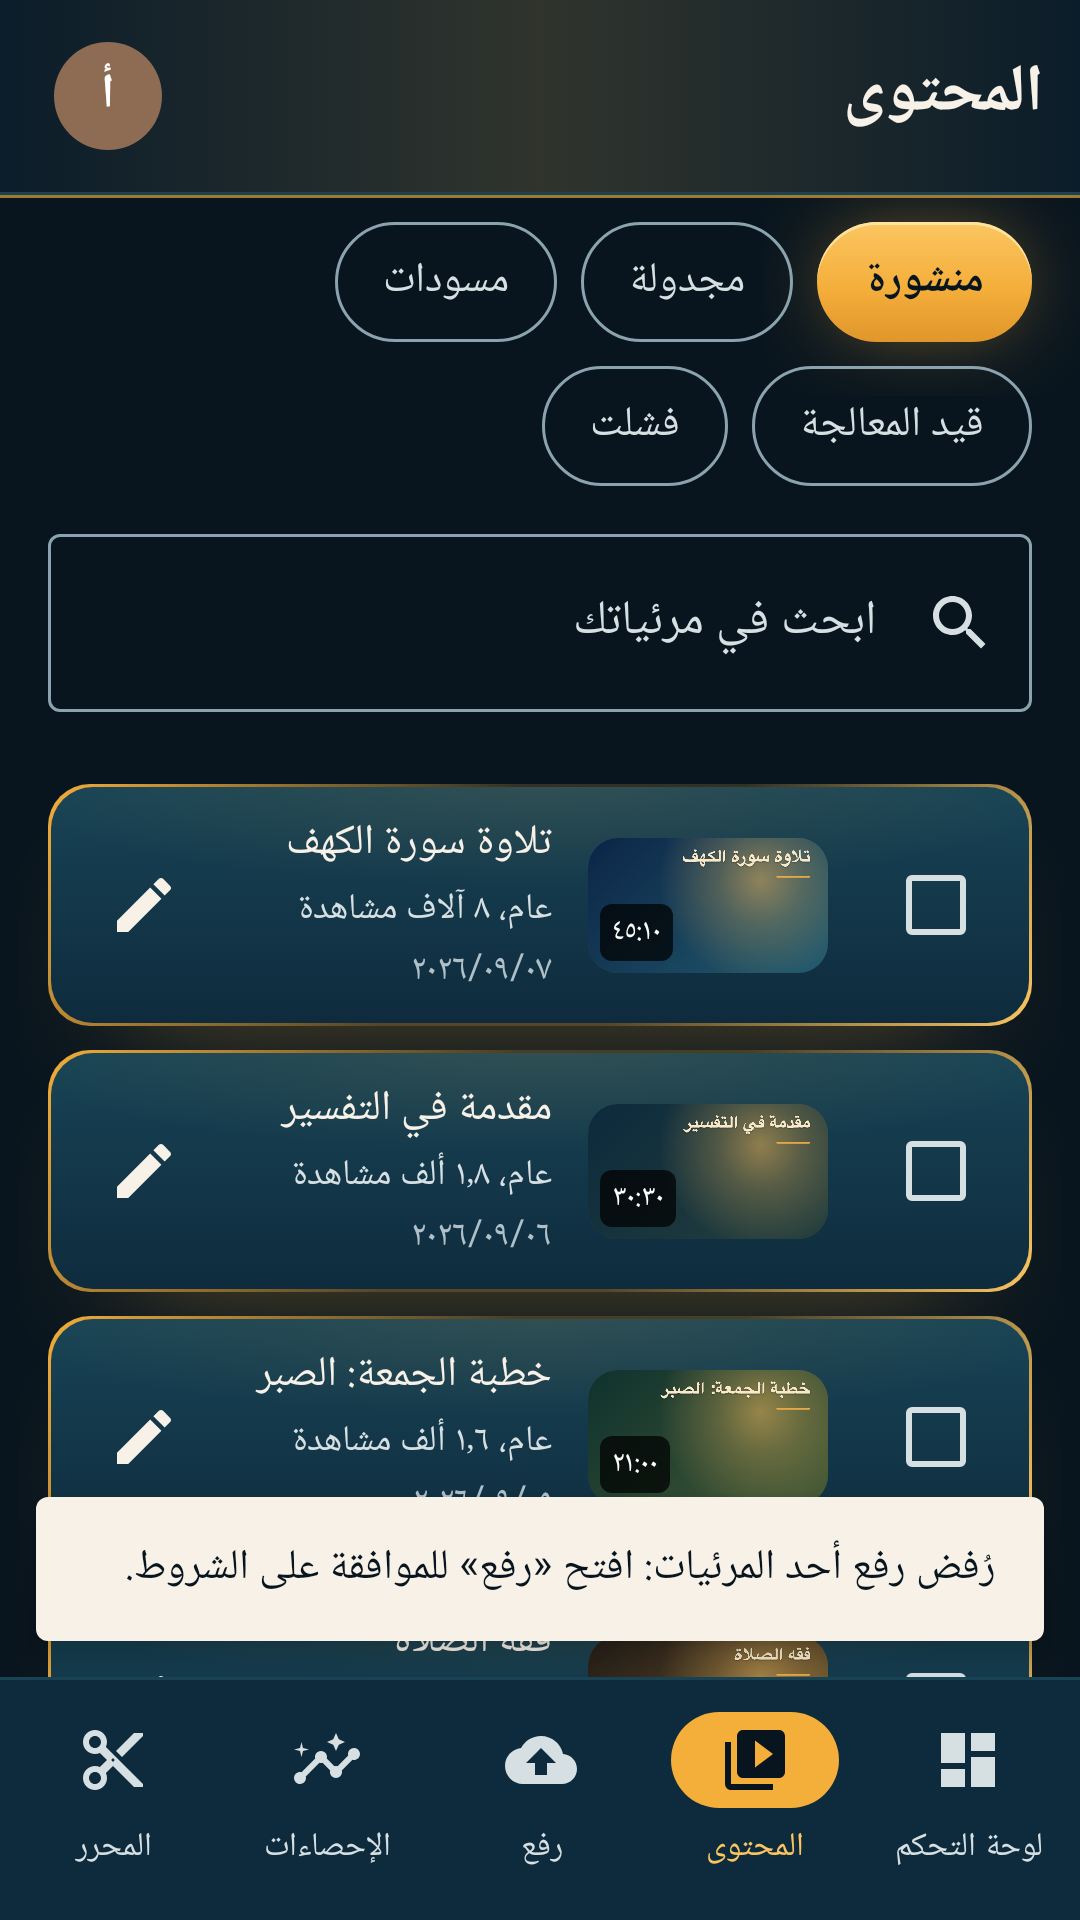 المحتوى
أ
منشورة
مجدولة
مسودات
قيد المعالجة
فشلت
ابحث في مرئياتك
تلاوة سورة الكهف
٤٥:١٠
تلاوة سورة الكهف
عام، ٨ آلاف مشاهدة
٢٠٢٦/٠٩/٠٧
مقدمة في التفسير
٣٠:٣٠
مقدمة في التفسير
عام، ١٫٨ ألف مشاهدة
٢٠٢٦/٠٩/٠٦
خطبة الجمعة: الصبر
٢١:٠٠
خطبة الجمعة: الصبر
عام، ١٫٦ ألف مشاهدة
رُفض رفع أحد المرئيات: افتح «رفع» للموافقة على الشروط.
فقه الصلاة
فقه الصلاة
لوحة التحكم
المحتوى
رفع
الإحصاءات
المحرر